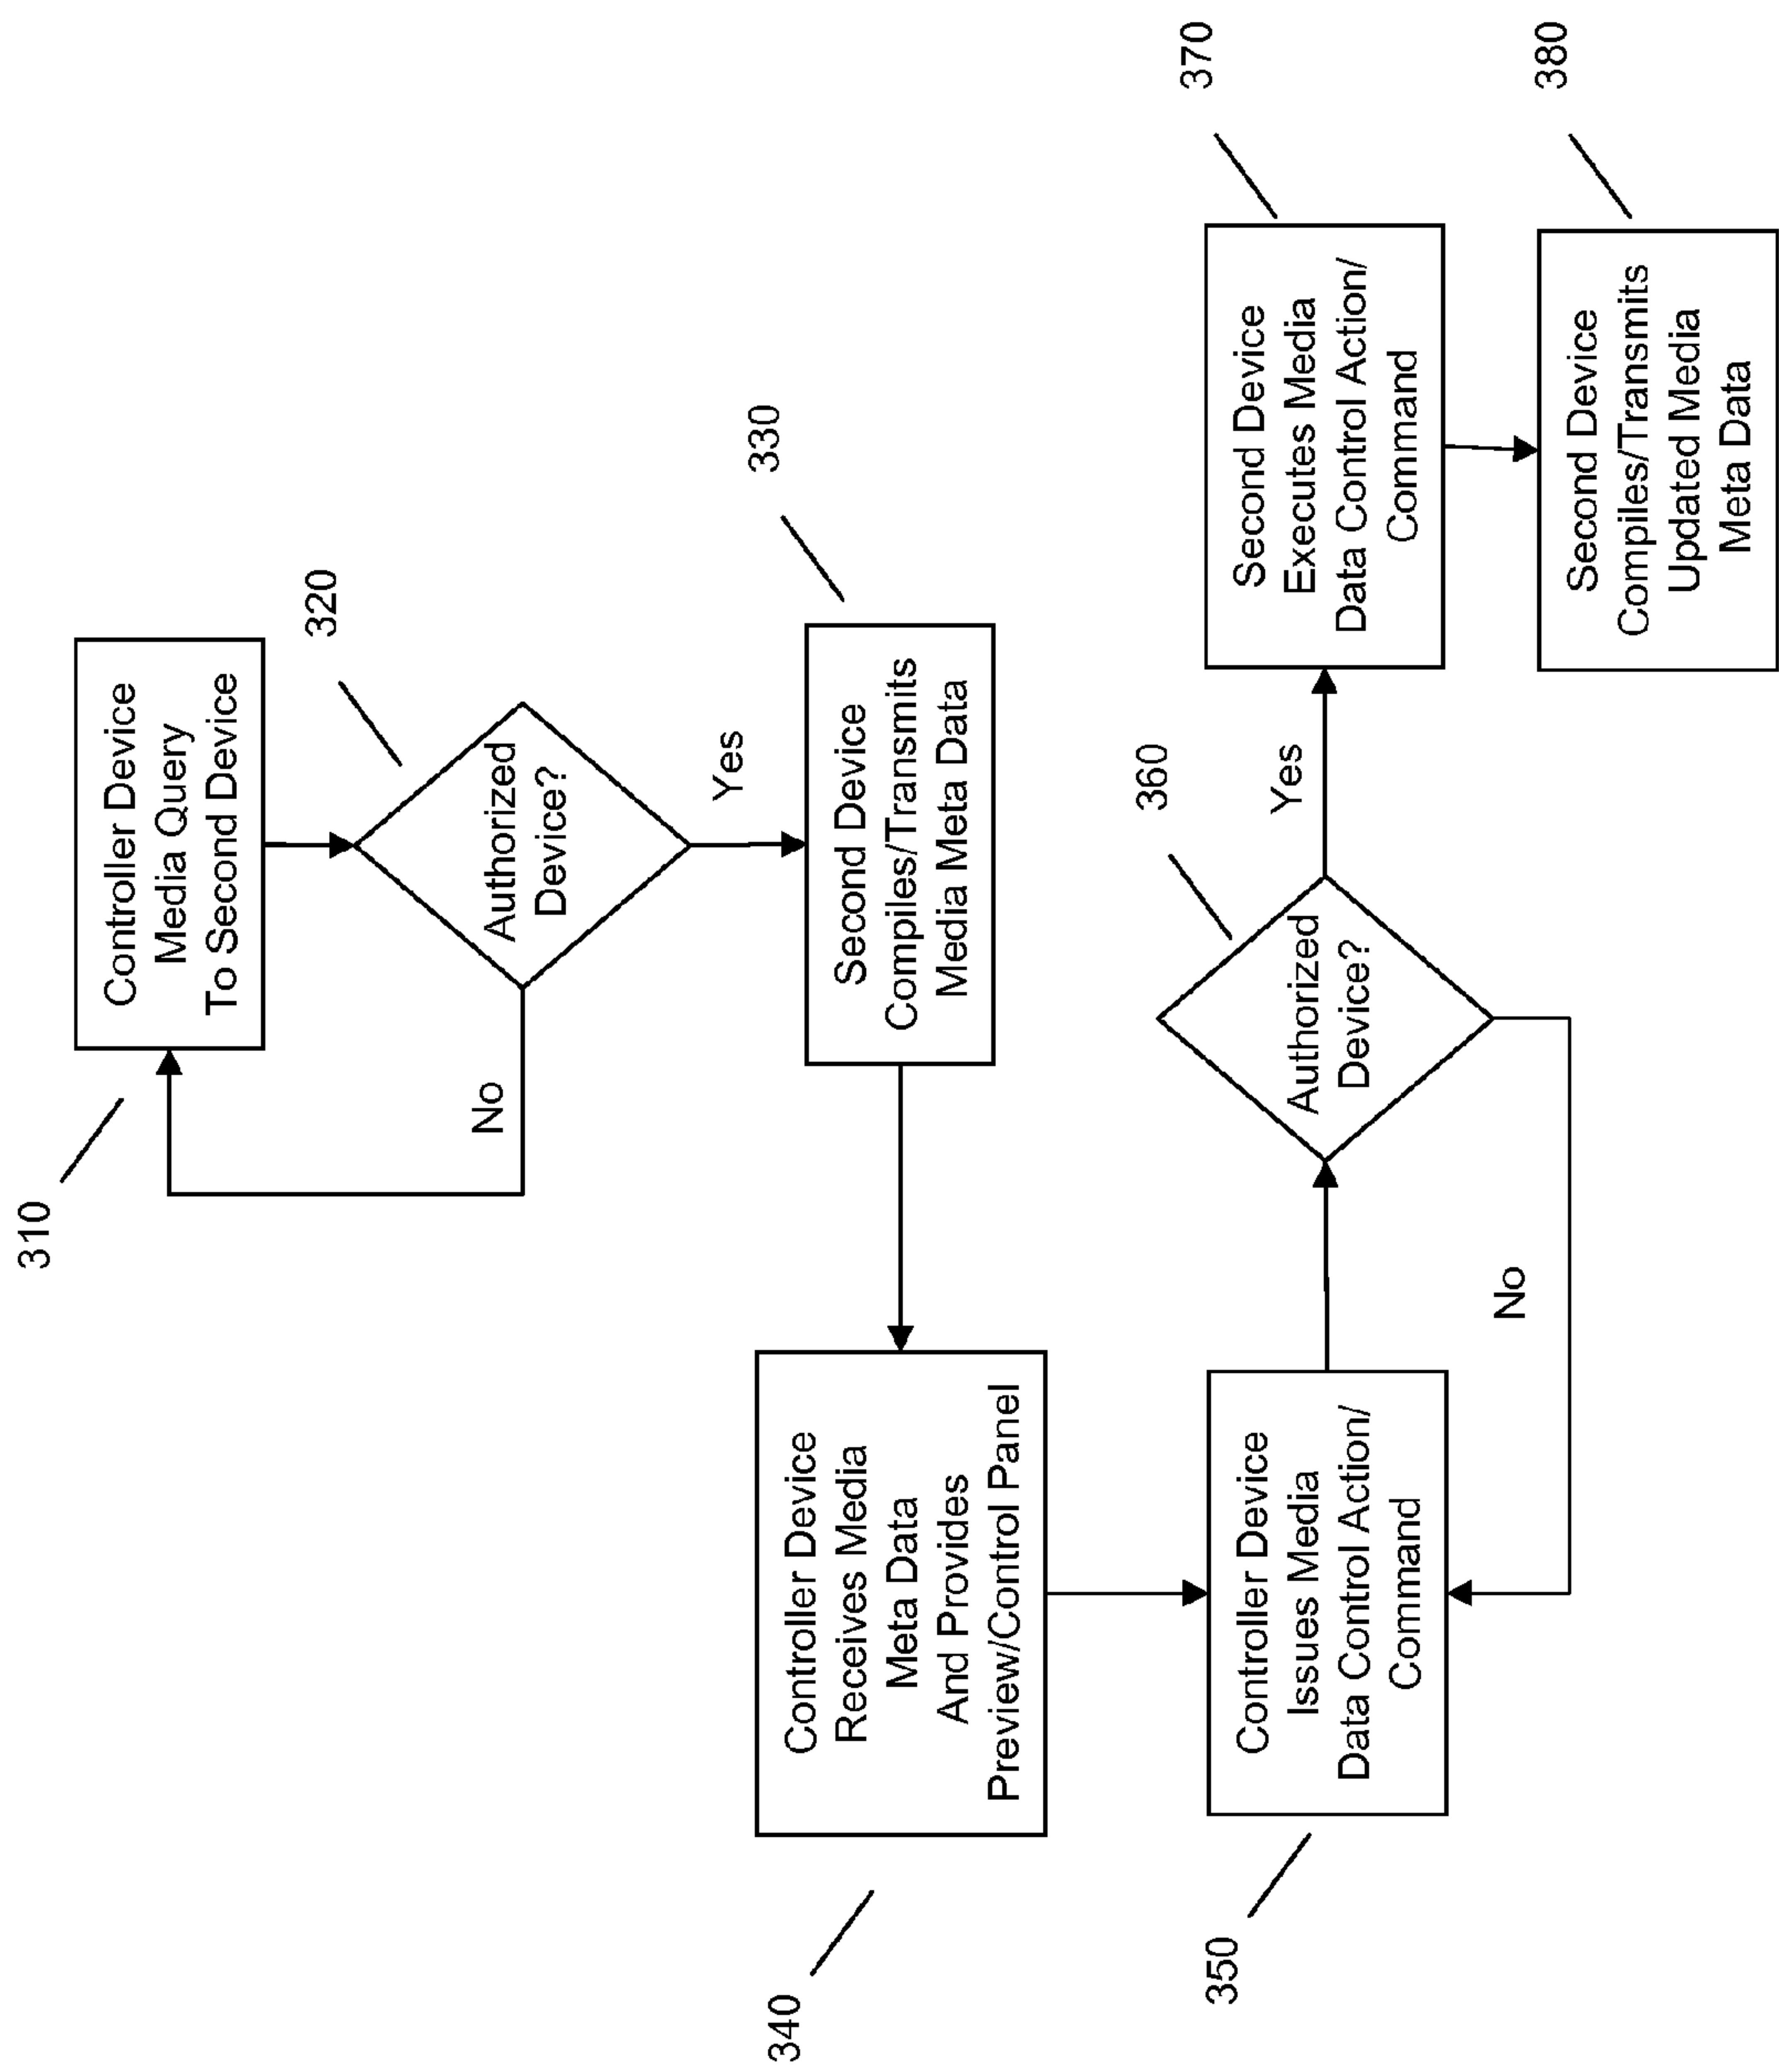 310
Controller Device
Media Query
To Second Device
320
Authorized
Device?
No
Yes
330
Second Device
Compiles/Transmits
Media Meta Data
340
Controller Device
Receives Media
Meta Data
And Provides
Preview/Control Panel
350
Controller Device
Issues Media
Data Control Action/
Command
360
Authorized
Device?
No
Yes
370
Second Device
Executes Media
Data Control Action/
Command
380
Second Device
Compiles/Transmits
Updated Media
Meta Data